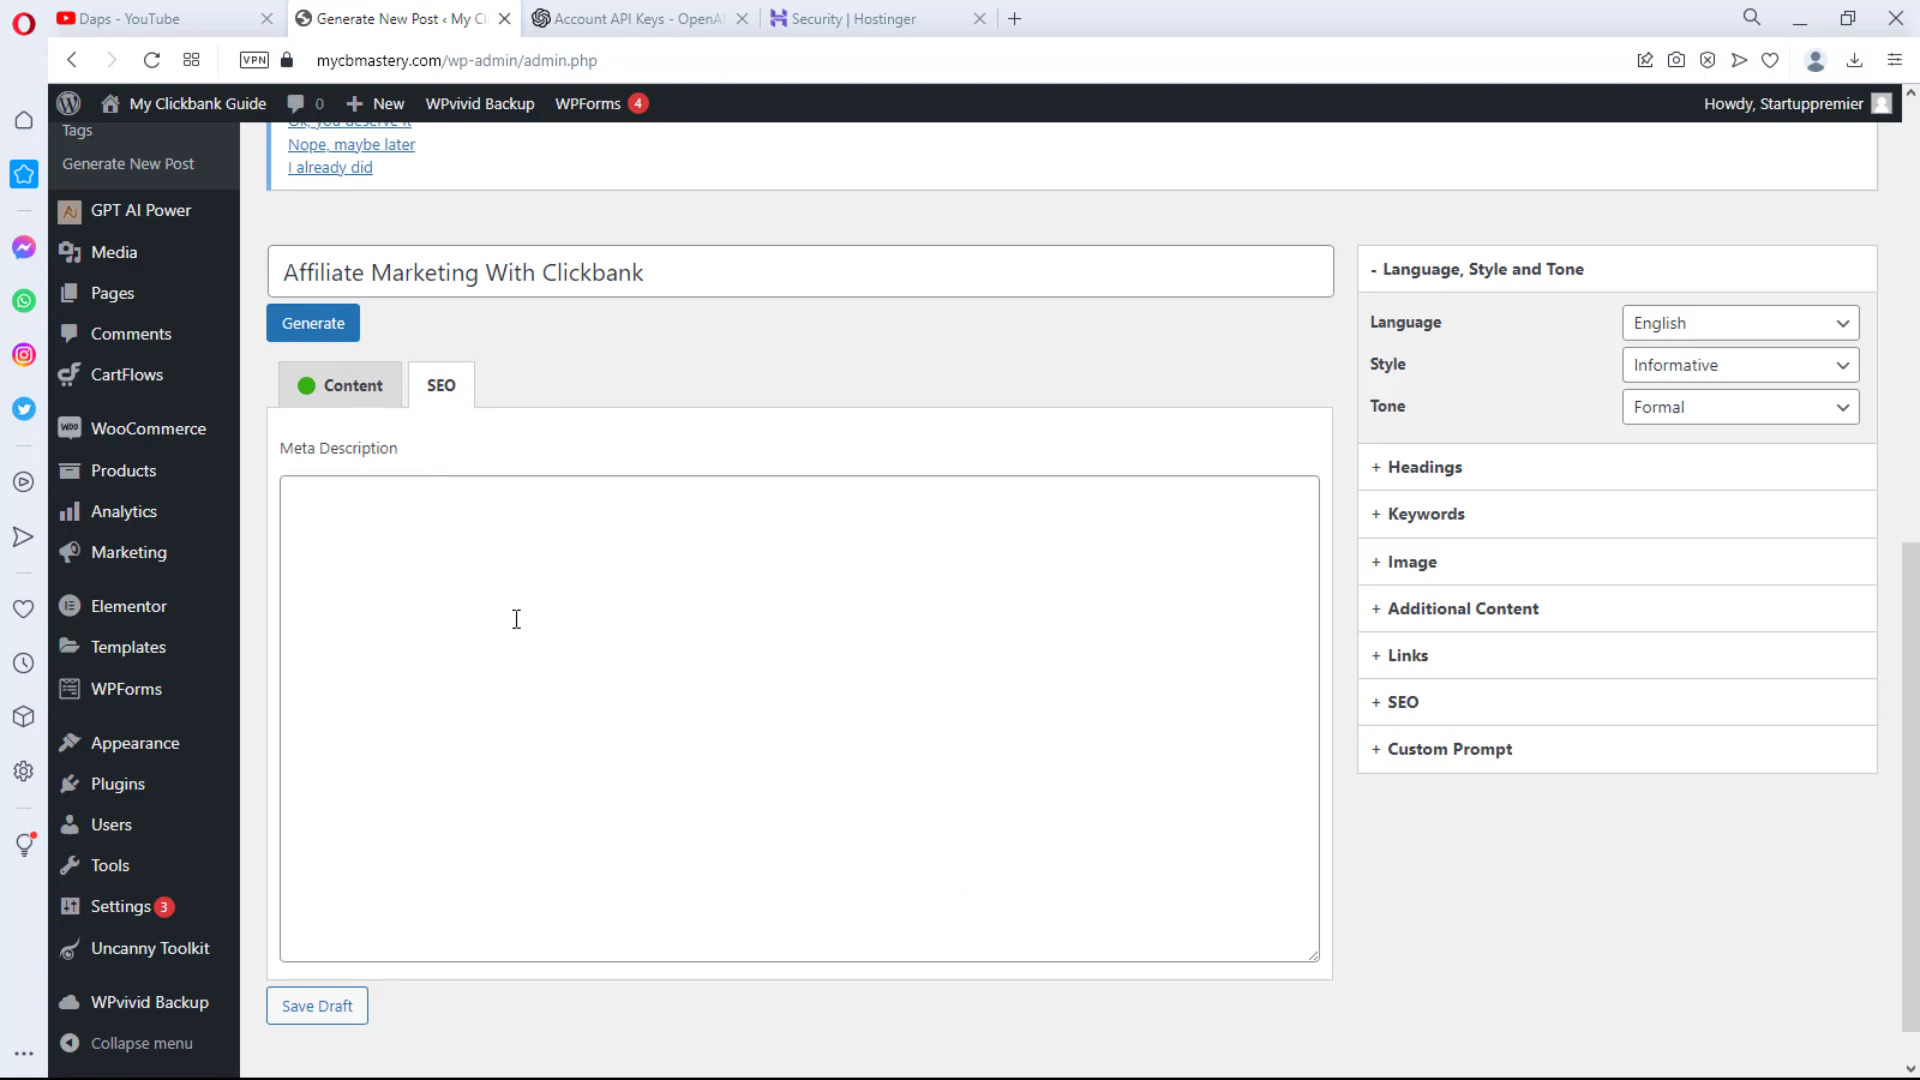 Daps - YouTube
Generate New Post ‹ My Cl
Account API Keys - OpenA
Security | Hostinger
VPN
mycbmastery.com/wp-admin/admin.php
My Clickbank Guide
0
New
WPvivid Backup
WPForms 4
Howdy, Startuppremier
Tags
Generate New Post
GPT AI Power
Media
Pages
Comments
CartFlows
WooCommerce
Products
Analytics
Marketing
Elementor
Templates
WPForms
Appearance
Plugins
Users
Tools
Settings 3
Uncanny Toolkit
WPvivid Backup
Collapse menu
Ok, you deserve it
Nope, maybe later
I already did
Affiliate Marketing With Clickbank
Generate
Content
SEO
Meta Description
Save Draft
- Language, Style and Tone
Language
English
Style
Informative
Tone
Formal
+ Headings
+ Keywords
+ Image
+ Additional Content
+ Links
+ SEO
+ Custom Prompt